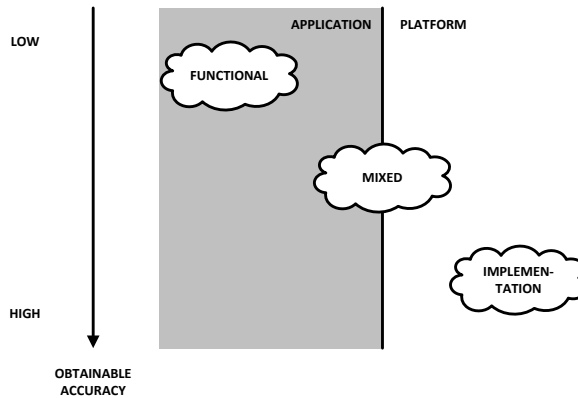 APPLICATION
PLATFORM
LOW
FUNCTIONAL
MIXED
IMPLEMEN-
TATION
HIGH
OBTAINABLE
ACCURACY